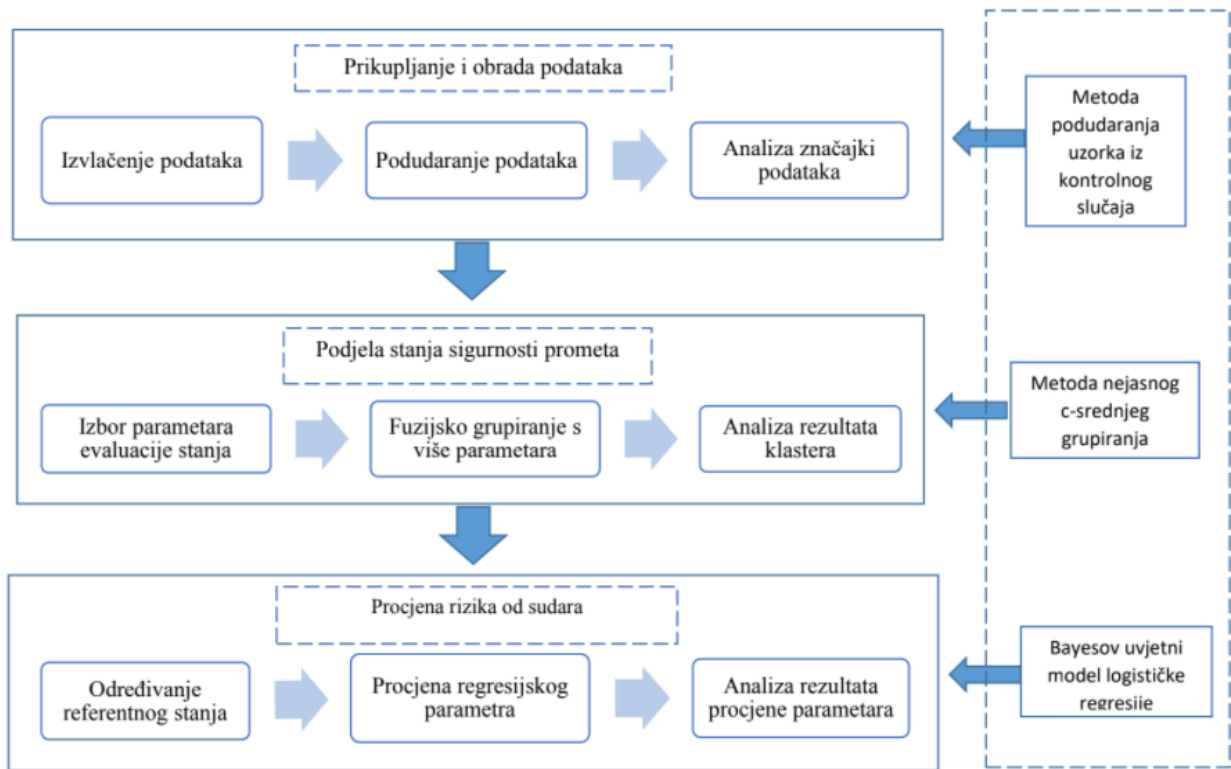 Prikupljanje i obrada podataka
Izvlačenje podataka
Podudaranje podataka
Analiza značajki
podataka
Metoda
podudaranja
uzorka iz
kontrolnog
slučaja
Podjela stanja sigurnosti prometa
Izbor parametara
evaluacije stanja
Fuzijsko grupiranje s
više parametara
Analiza rezultata
klastera
Metoda nejasnog
c-srednjeg
grupiranja
Procjena rizika od sudara
Određivanje
referentnog stanja
Procjena regresijskog
parametra
Analiza rezultata
procjene parametara
Bayesov uvjetni
model logističke
regresije